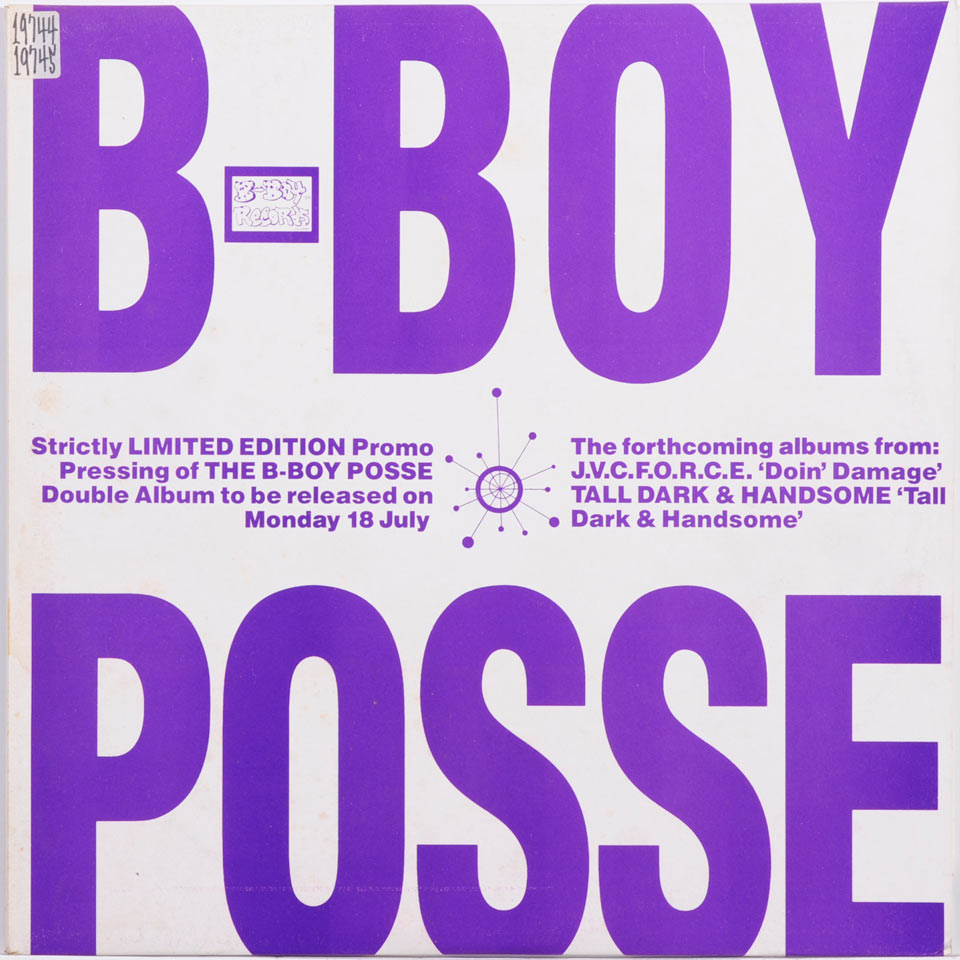 19744
19745
B-BOY
B-BOY
RECORDS
Strictly LIMITED EDITION Promo
Pressing of THE B-BOY POSSE
Double Album to be released on
Monday 18 July
The forthcoming albums from:
J.V.C.F.O.R.C.E. ‘Doin’ Damage’
TALL DARK & HANDSOME ‘Tall
Dark & Handsome’
POSSE